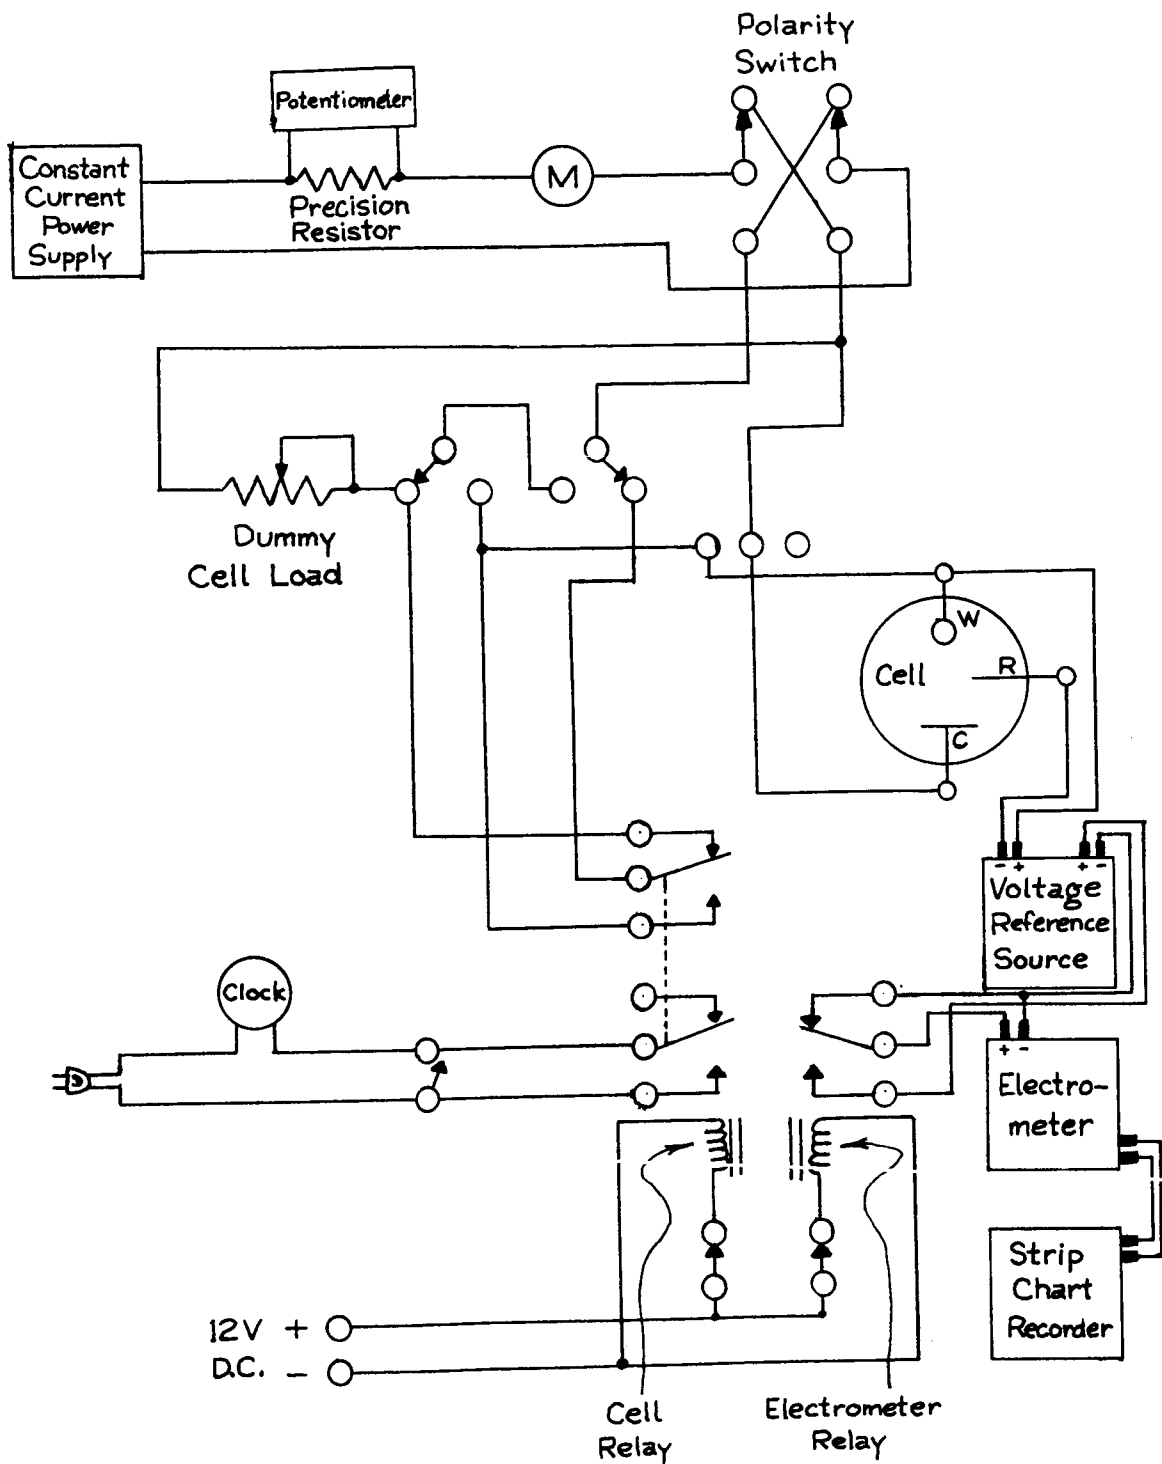 Polarity
Switch
Potentiometer
Constant
Current
Power
Supply
Precision
Resistor
M
Dummy
Cell Load
W
Cell
R
C
- +
+ -
Voltage
Reference
Source
Clock
+ -
Electro-
meter
Strip
Chart
Recorder
12V +
D.C. -
Cell
Relay
Electrometer
Relay